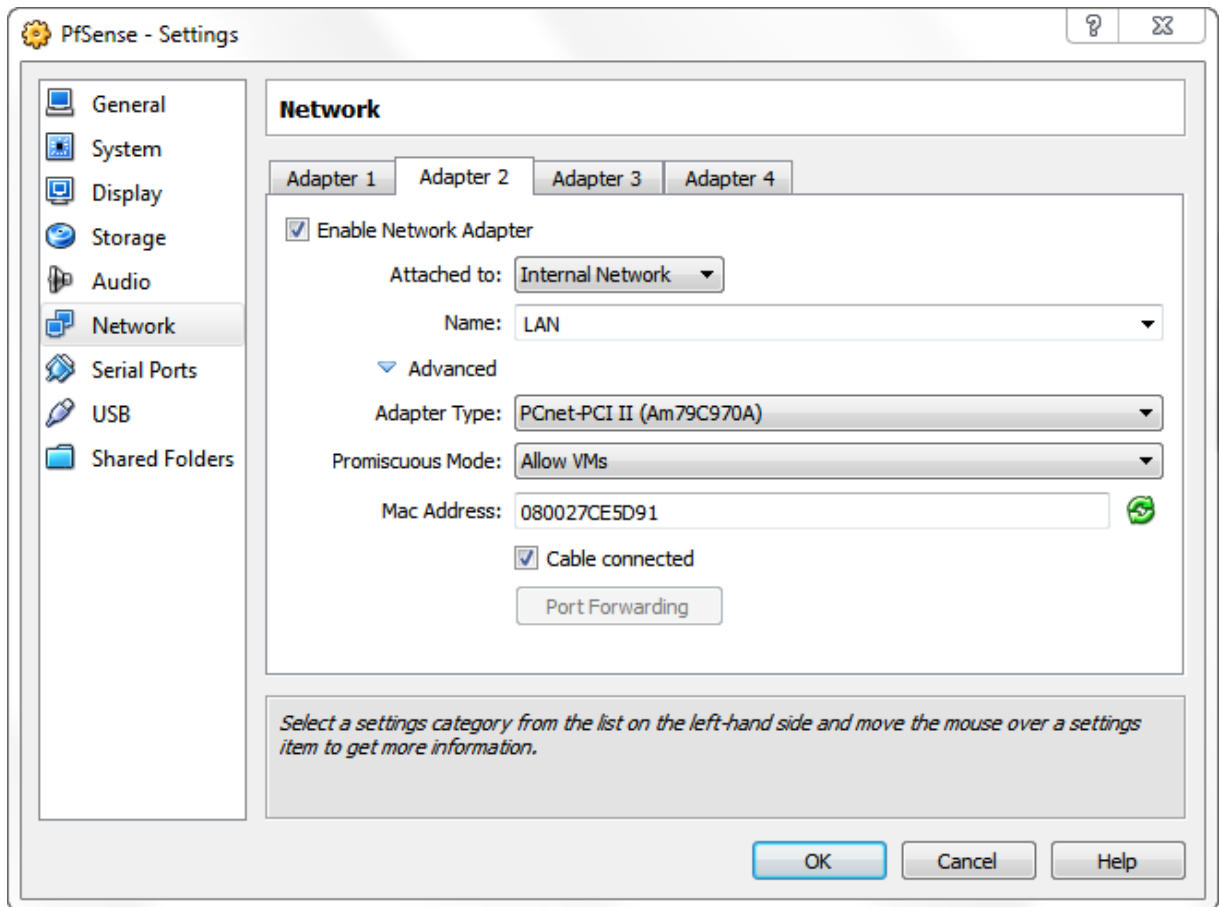 PfSense - Settings
General
System
Display
Storage
Audio
Network
Serial Ports
USB
Shared Folders
Network
Adapter 1
Adapter 2
Adapter 3
Adapter 4
Enable Network Adapter
Attached to: Internal Network
Name: LAN
Advanced
Adapter Type: PCnet-PCI II (Am79C970A)
Promiscuous Mode: Allow VMs
Mac Address: 080027CE5D91
Cable connected
Port Forwarding
Select a settings category from the list on the left-hand side and move the mouse over a settings
item to get more information.
OK
Cancel
Help